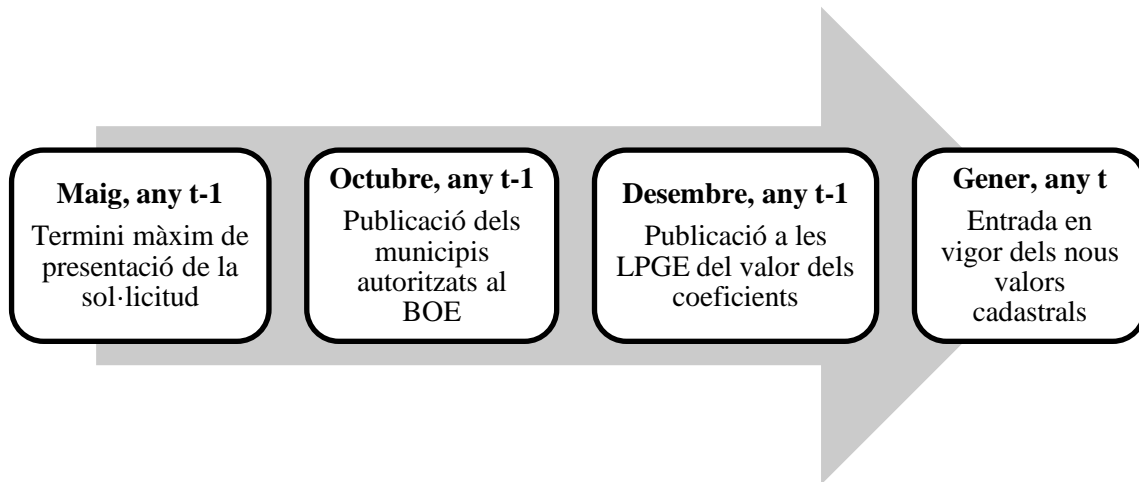 Maig, any t-1
Termini màxim de
presentació de la
sol·licitud
Octubre, any t-1
Publicació dels
municipis
autoritzats al
BOE
Desembre, any t-1
Publicació a les
LPGE del valor dels
coeficients
Gener, any t
Entrada en
vigor dels nous
valors
cadastrals